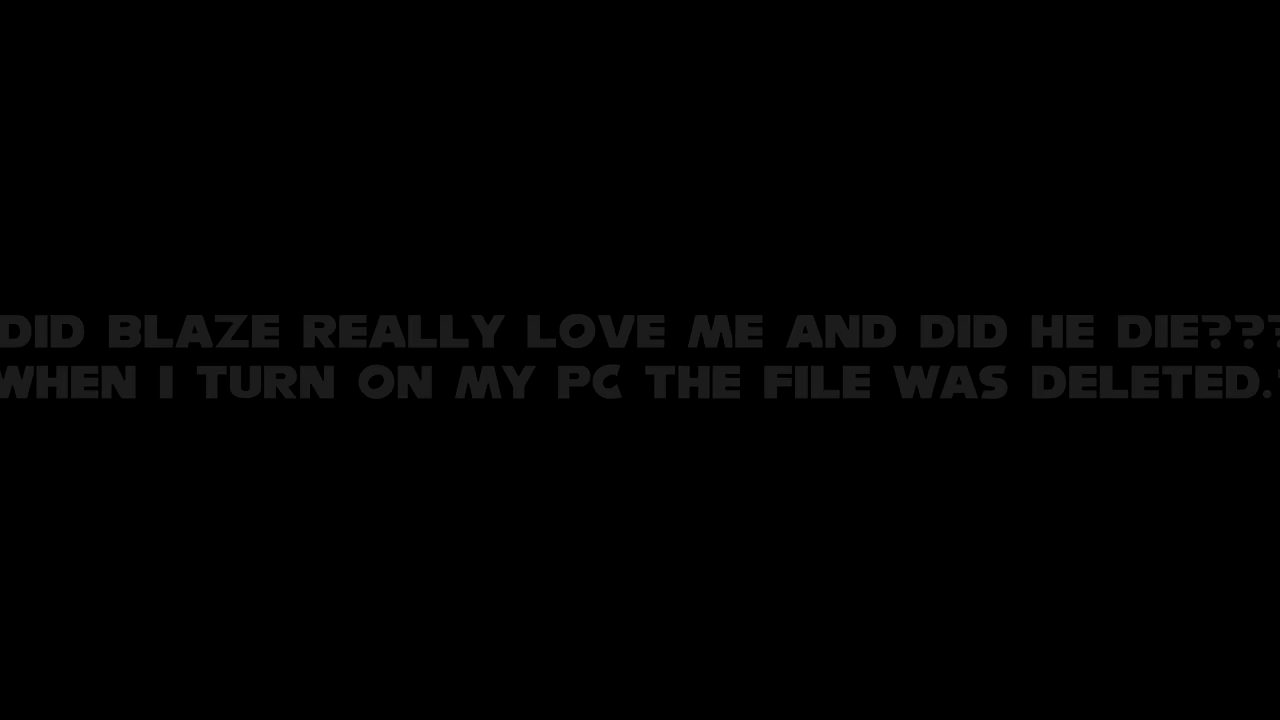 DID BLAZE REALLY LOVE ME AND DID HE DIE???
WHEN I TURN ON MY PC THE FILE WAS DELETED.